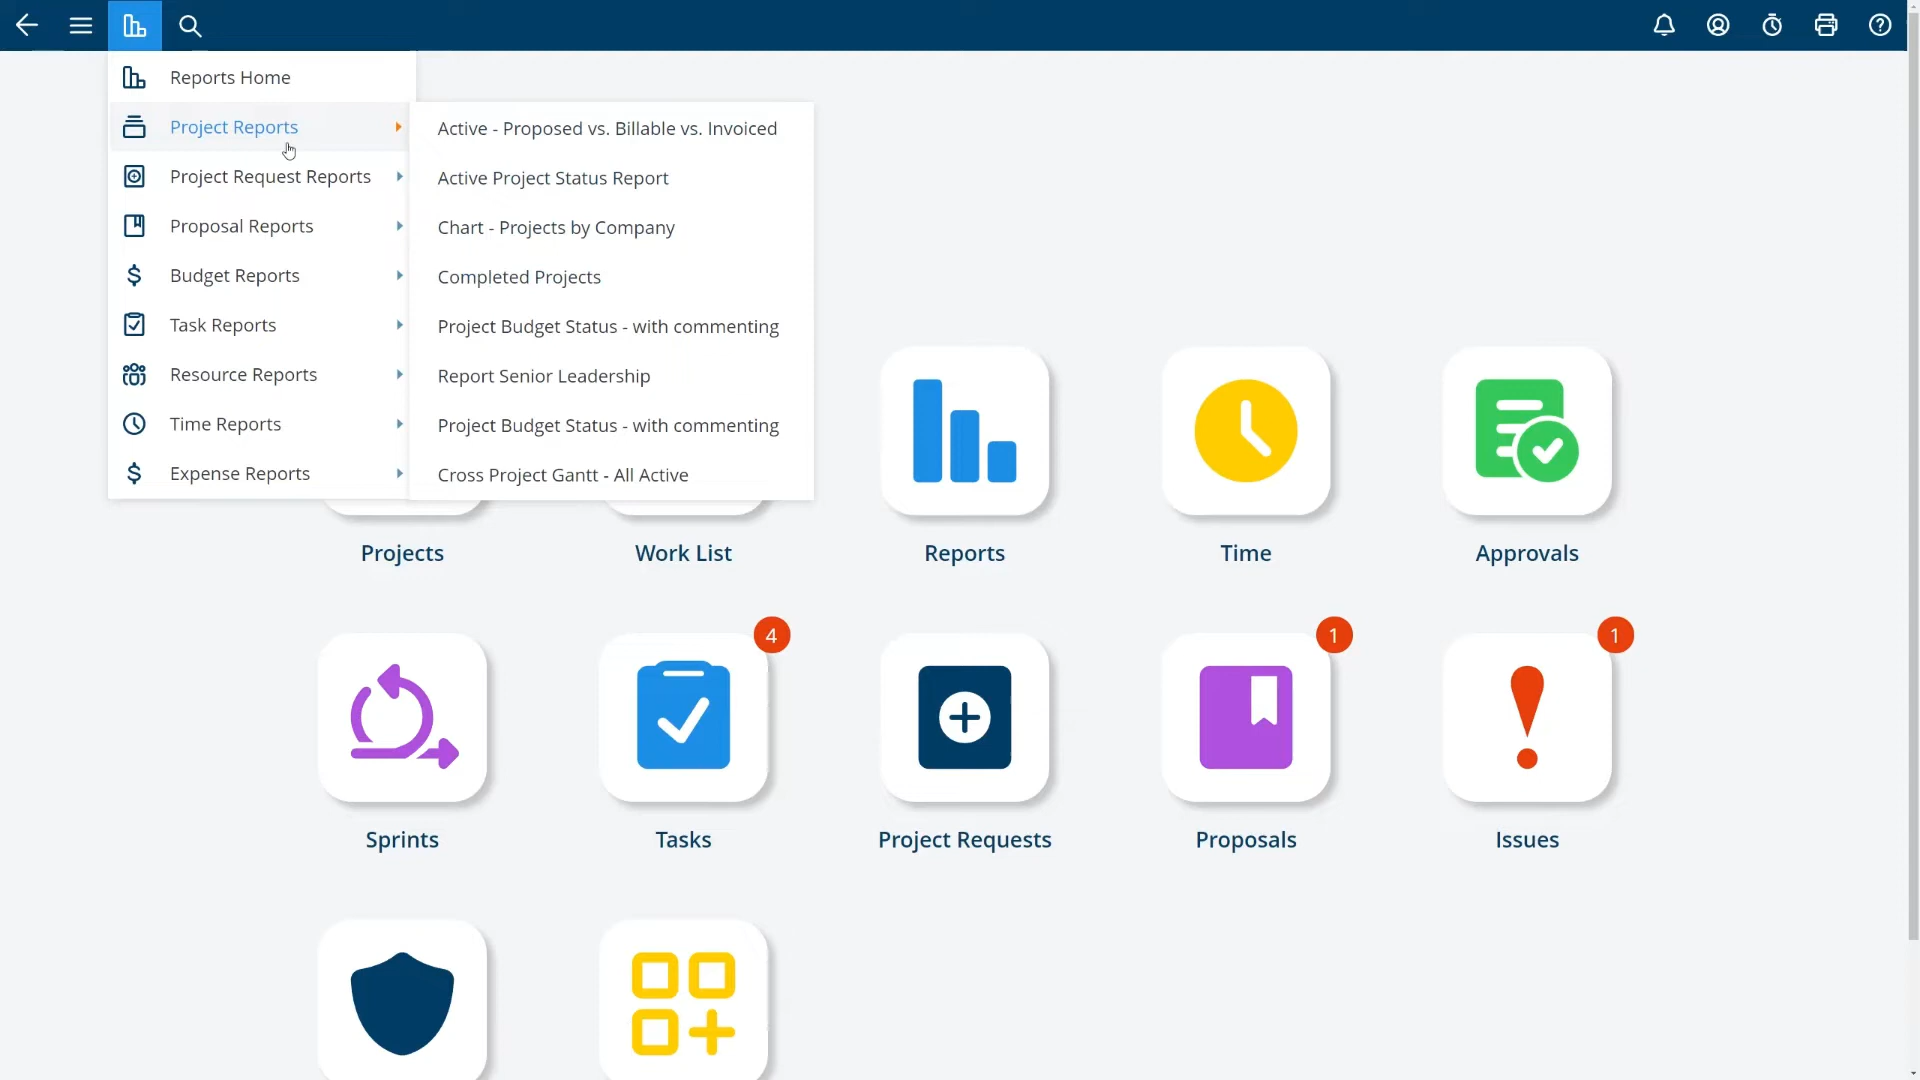 Reports Home
Project Reports
Project Request Reports
Proposal Reports
Budget Reports
Task Reports
Resource Reports
Time Reports
Expense Reports
Active - Proposed vs. Billable vs. Invoiced
Active Project Status Report
Chart - Projects by Company
Completed Projects
Project Budget Status - with commenting
Report Senior Leadership
Project Budget Status - with commenting
Cross Project Gantt - All Active
Projects
Work List
Reports
Time
Approvals
4
1
1
Sprints
Tasks
Project Requests
Proposals
Issues